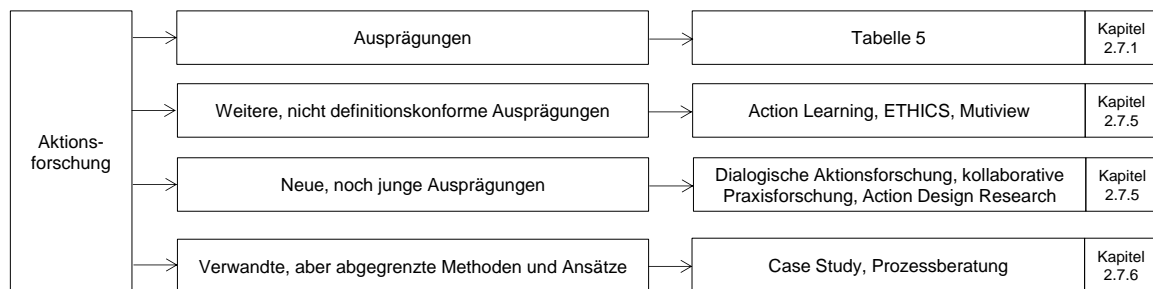 Aktions-
forschung
Ausprägungen
Tabelle 5
Kapitel
2.7.1
Weitere, nicht definitionskonforme Ausprägungen
Action Learning, ETHICS, Mutiview
Kapitel
2.7.5
Neue, noch junge Ausprägungen
Dialogische Aktionsforschung, kollaborative
Praxisforschung, Action Design Research
Kapitel
2.7.5
Verwandte, aber abgegrenzte Methoden und Ansätze
Case Study, Prozessberatung
Kapitel
2.7.6